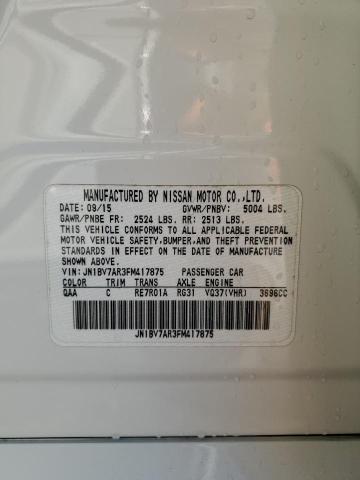 MANUFACTURED BY NISSAN MOTOR CO.,LTD.
DATE: 09/15 GVWR/PNBV: 5004 LBS.
GAWR/PNBE FR: 2524 LBS. RR: 2513 LBS.
THIS VEHICLE CONFORMS TO ALL APPLICABLE FEDERAL
MOTOR VEHICLE SAFETY,BUMPER,AND THEFT PREVENTION
STANDARDS IN EFFECT ON THE DATE OF MANUFACTURE
SHOWN ABOVE.
VIN: JN1BV7AR3FM417875 PASSENGER CAR
COLOR TRIM TRANS AXLE ENGINE
QAA C RE7R01A RG31 VQ37(VHR) 3696CC
JN1BV7AR3FM417875